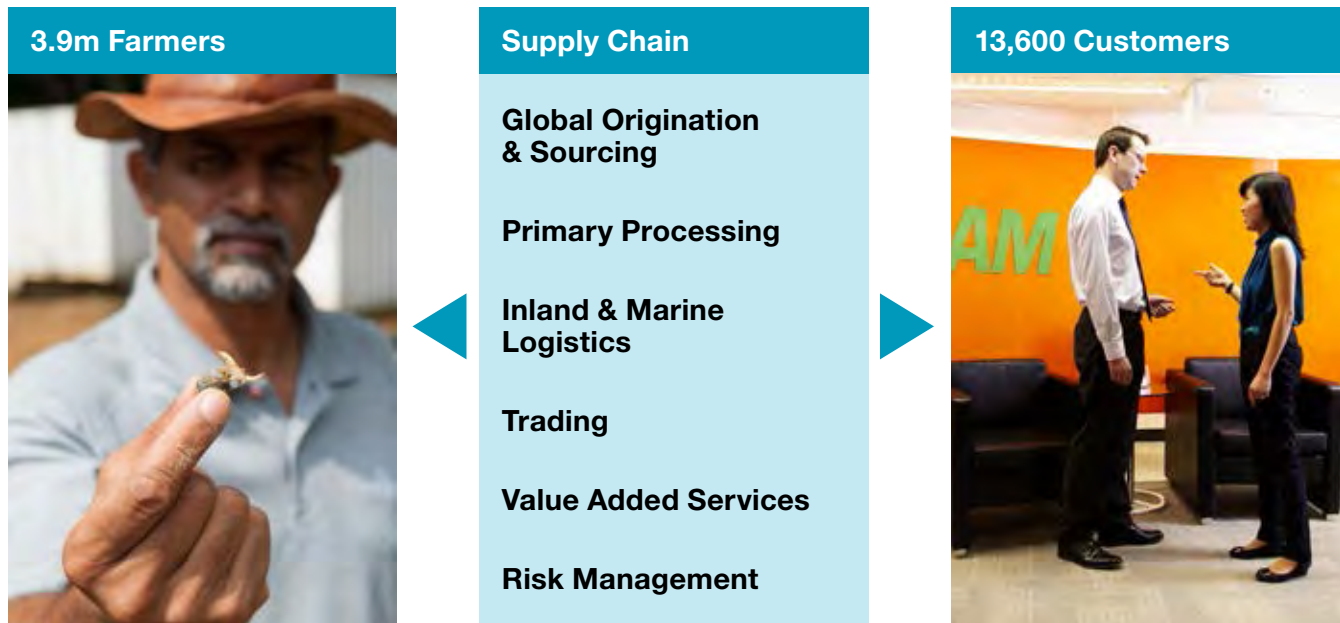 3.9m Farmers
Supply Chain
Global Origination
& Sourcing
Primary Processing
Inland & Marine
Logistics
Trading
Value Added Services
Risk Management
13,600 Customers
AM